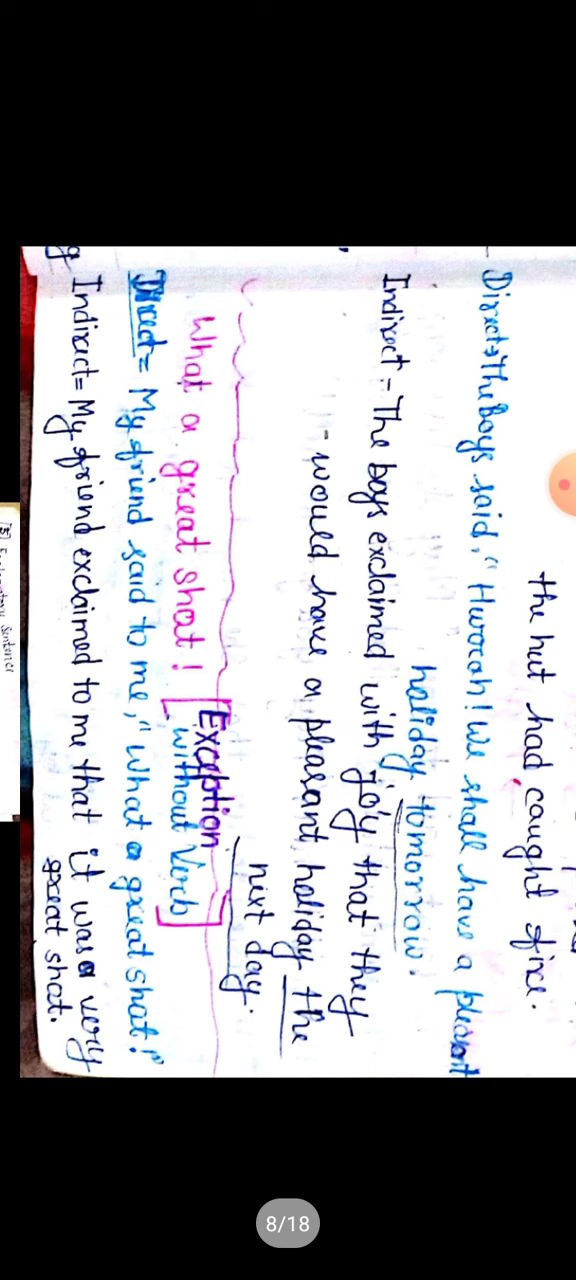 the hut had caught fire.
Direct→The boys said, "Hurrah! We shall have a pleasant
holiday tomorrow.
Indirect - The boys exclaimed with joy that they
- would have a pleasant holiday the
next day.
What a great shot! [Exception
without Verb]
Direct = My friend said to me, "What a great shot!"
Indirect = My friend exclaimed to me that it was a very
great shot.
Sentence
8/18